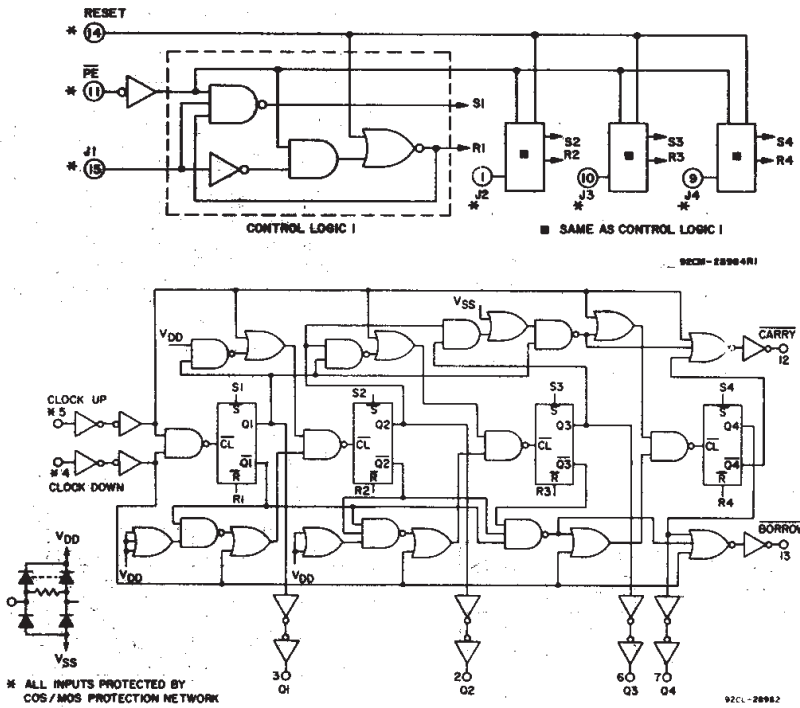 RESET
* 14
PE
* 11
S1
J1
* 15
R1
CONTROL LOGIC I
1
J2
*
S2
R2
10
J3
*
S3
R3
9
J4
*
S4
R4
■ SAME AS CONTROL LOGIC I
92CM-28984R1
VDD
VSS
CARRY
12
CLOCK UP
* 5
* 4
CLOCK DOWN
S1
S
Q1
CL
Q1
R
R1
S2
S
Q2
CL
Q2
R
R2
S3
S
Q3
CL
Q3
R
R3
S4
S
Q4
CL
Q4
R
R4
VDD
VDD
BORROW
13
VDD
VSS
3
Q1
2
Q2
6
Q3
7
Q4
* ALL INPUTS PROTECTED BY
COS/MOS PROTECTION NETWORK
92CL-28982